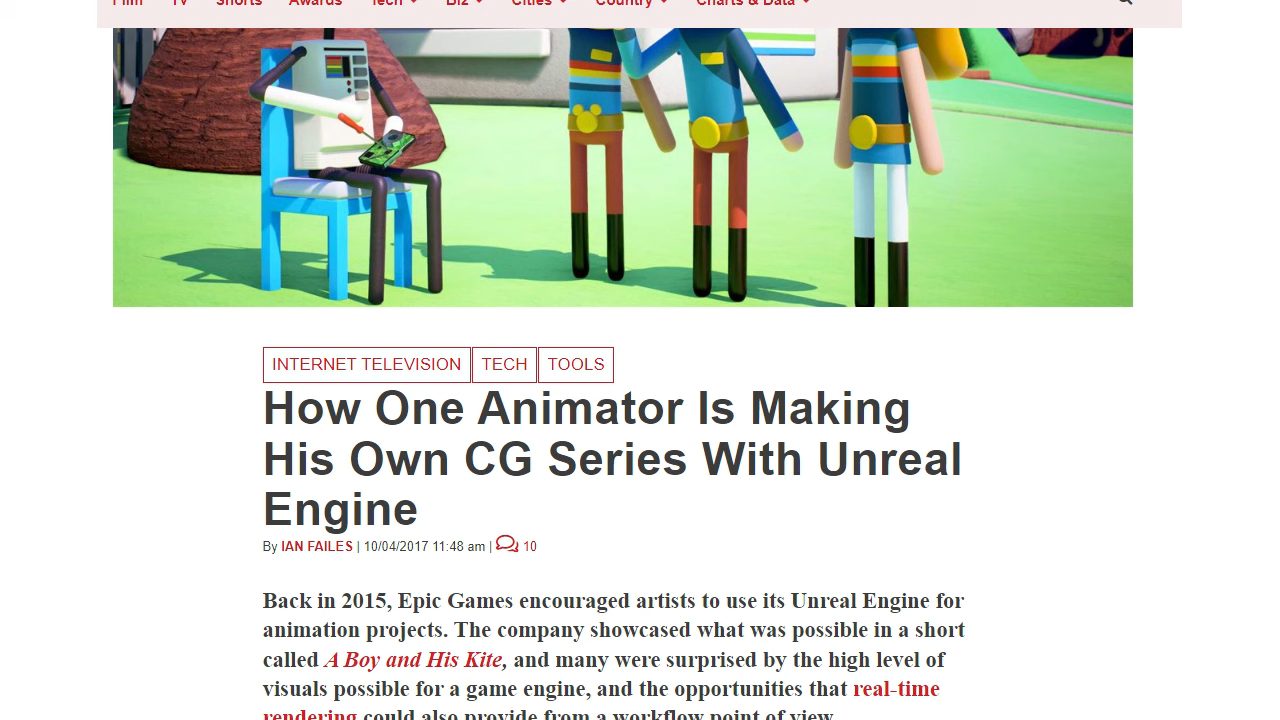 Film TV Shorts Awards Tech Biz Cities Country Charts & Data
INTERNET TELEVISION TECH TOOLS
How One Animator Is Making
His Own CG Series With Unreal
Engine
By IAN FAILES | 10/04/2017 11:48 am | 10
Back in 2015, Epic Games encouraged artists to use its Unreal Engine for
animation projects. The company showcased what was possible in a short
called A Boy and His Kite, and many were surprised by the high level of
visuals possible for a game engine, and the opportunities that real-time
rendering could also provide from a workflow point of view.